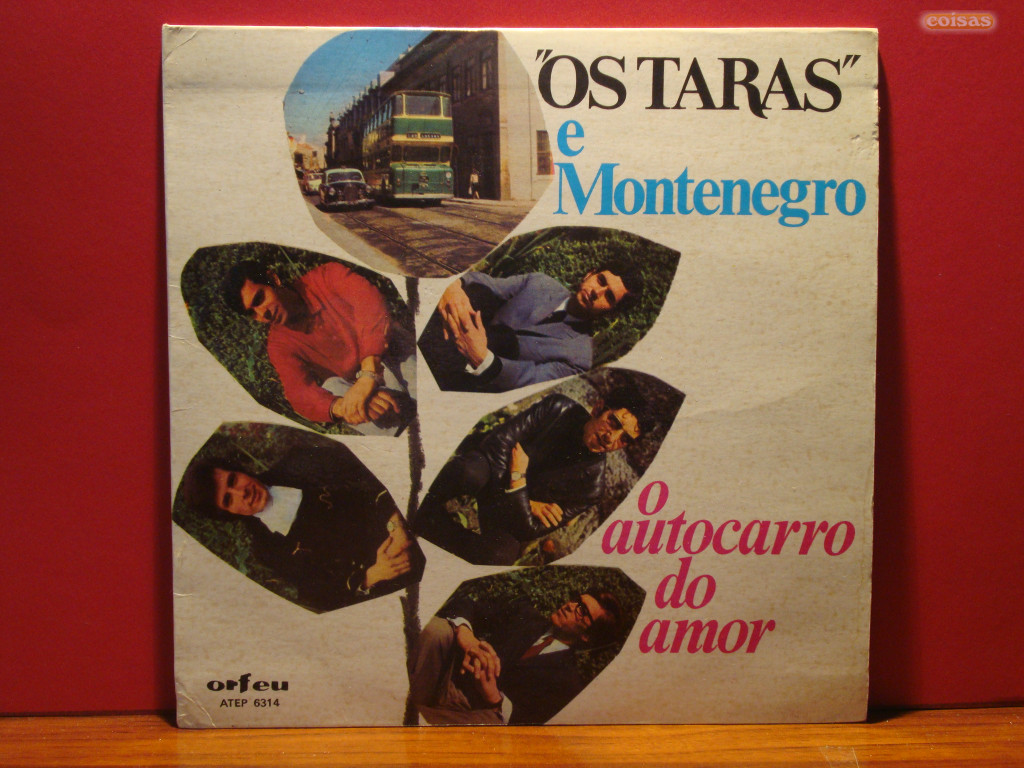 coisas
"OS TARAS"
e
Montenegro
o
autocarro
do
amor
orfeu
ATEP 6314